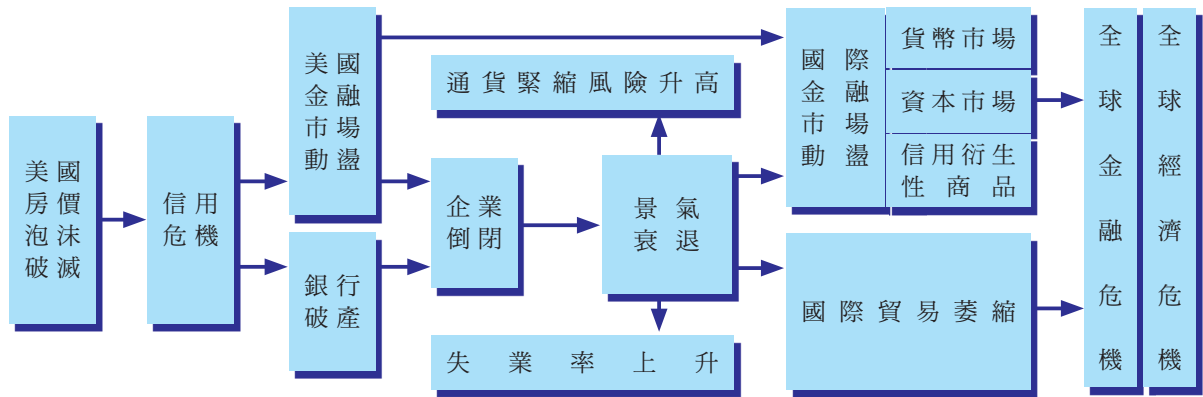 美國
房價
泡沫
破滅
信用
危機
美國
金融
市場
動盪
銀行
破產
通貨緊縮風險升高
企業
倒閉
景氣
衰退
失業率上升
國際
金融
市場
動盪
貨幣市場
資本市場
信用衍生
性商品
國際貿易萎縮
全球金融危機
全球經濟危機